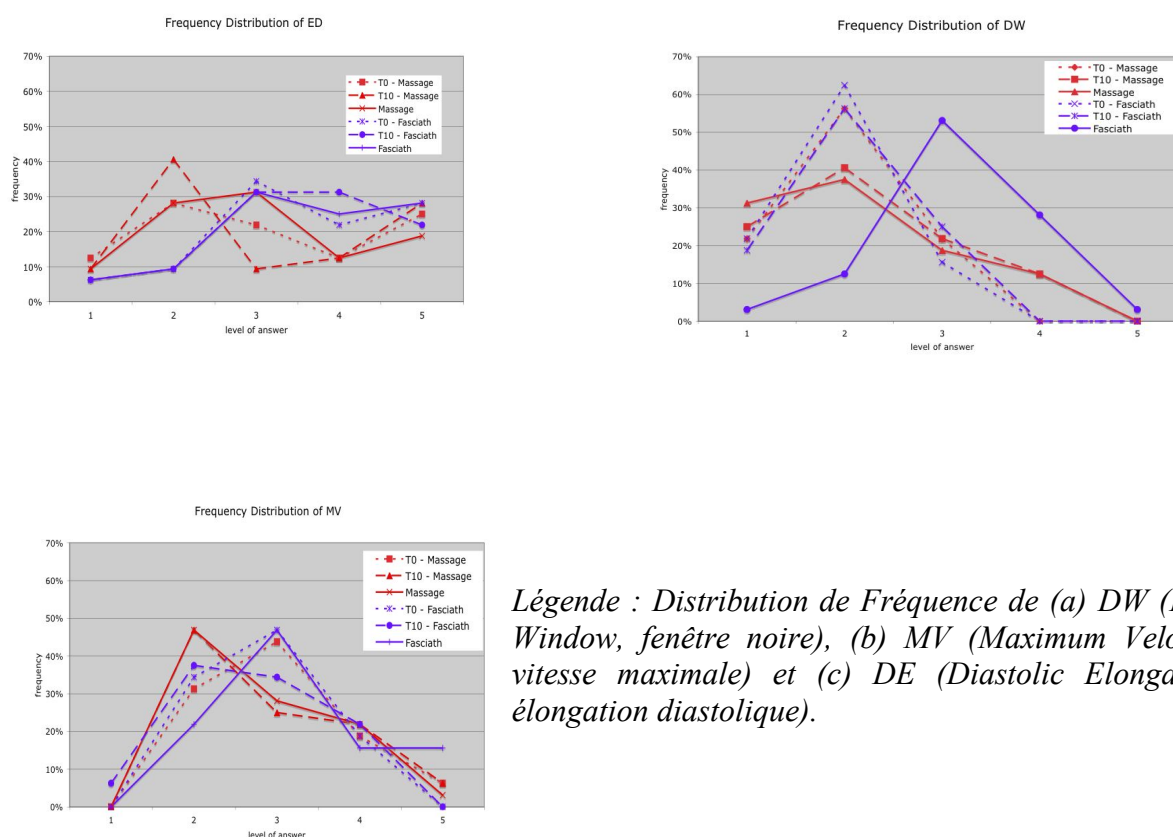 Frequency Distribution of ED
70%
60%
50%
40%
30%
20%
10%
0%
frequency
1 2 3 4 5
level of answer
T0 - Massage
T10 - Massage
Massage
T0 - Fasciath
T10 - Fasciath
Fasciath
Frequency Distribution of DW
70%
60%
50%
40%
30%
20%
10%
0%
frequency
1 2 3 4 5
level of answer
T0 - Massage
T10 - Massage
Massage
T0 - Fasciath
T10 - Fasciath
Fasciath
Frequency Distribution of MV
70%
60%
50%
40%
30%
20%
10%
0%
frequency
1 2 3 4 5
level of answer
T0 - Massage
T10 - Massage
Massage
T0 - Fasciath
T10 - Fasciath
Fasciath
Légende : Distribution de Fréquence de (a) DW (
Window, fenêtre noire), (b) MV (Maximum Velo
vitesse maximale) et (c) DE (Diastolic Elonga
élongation diastolique).